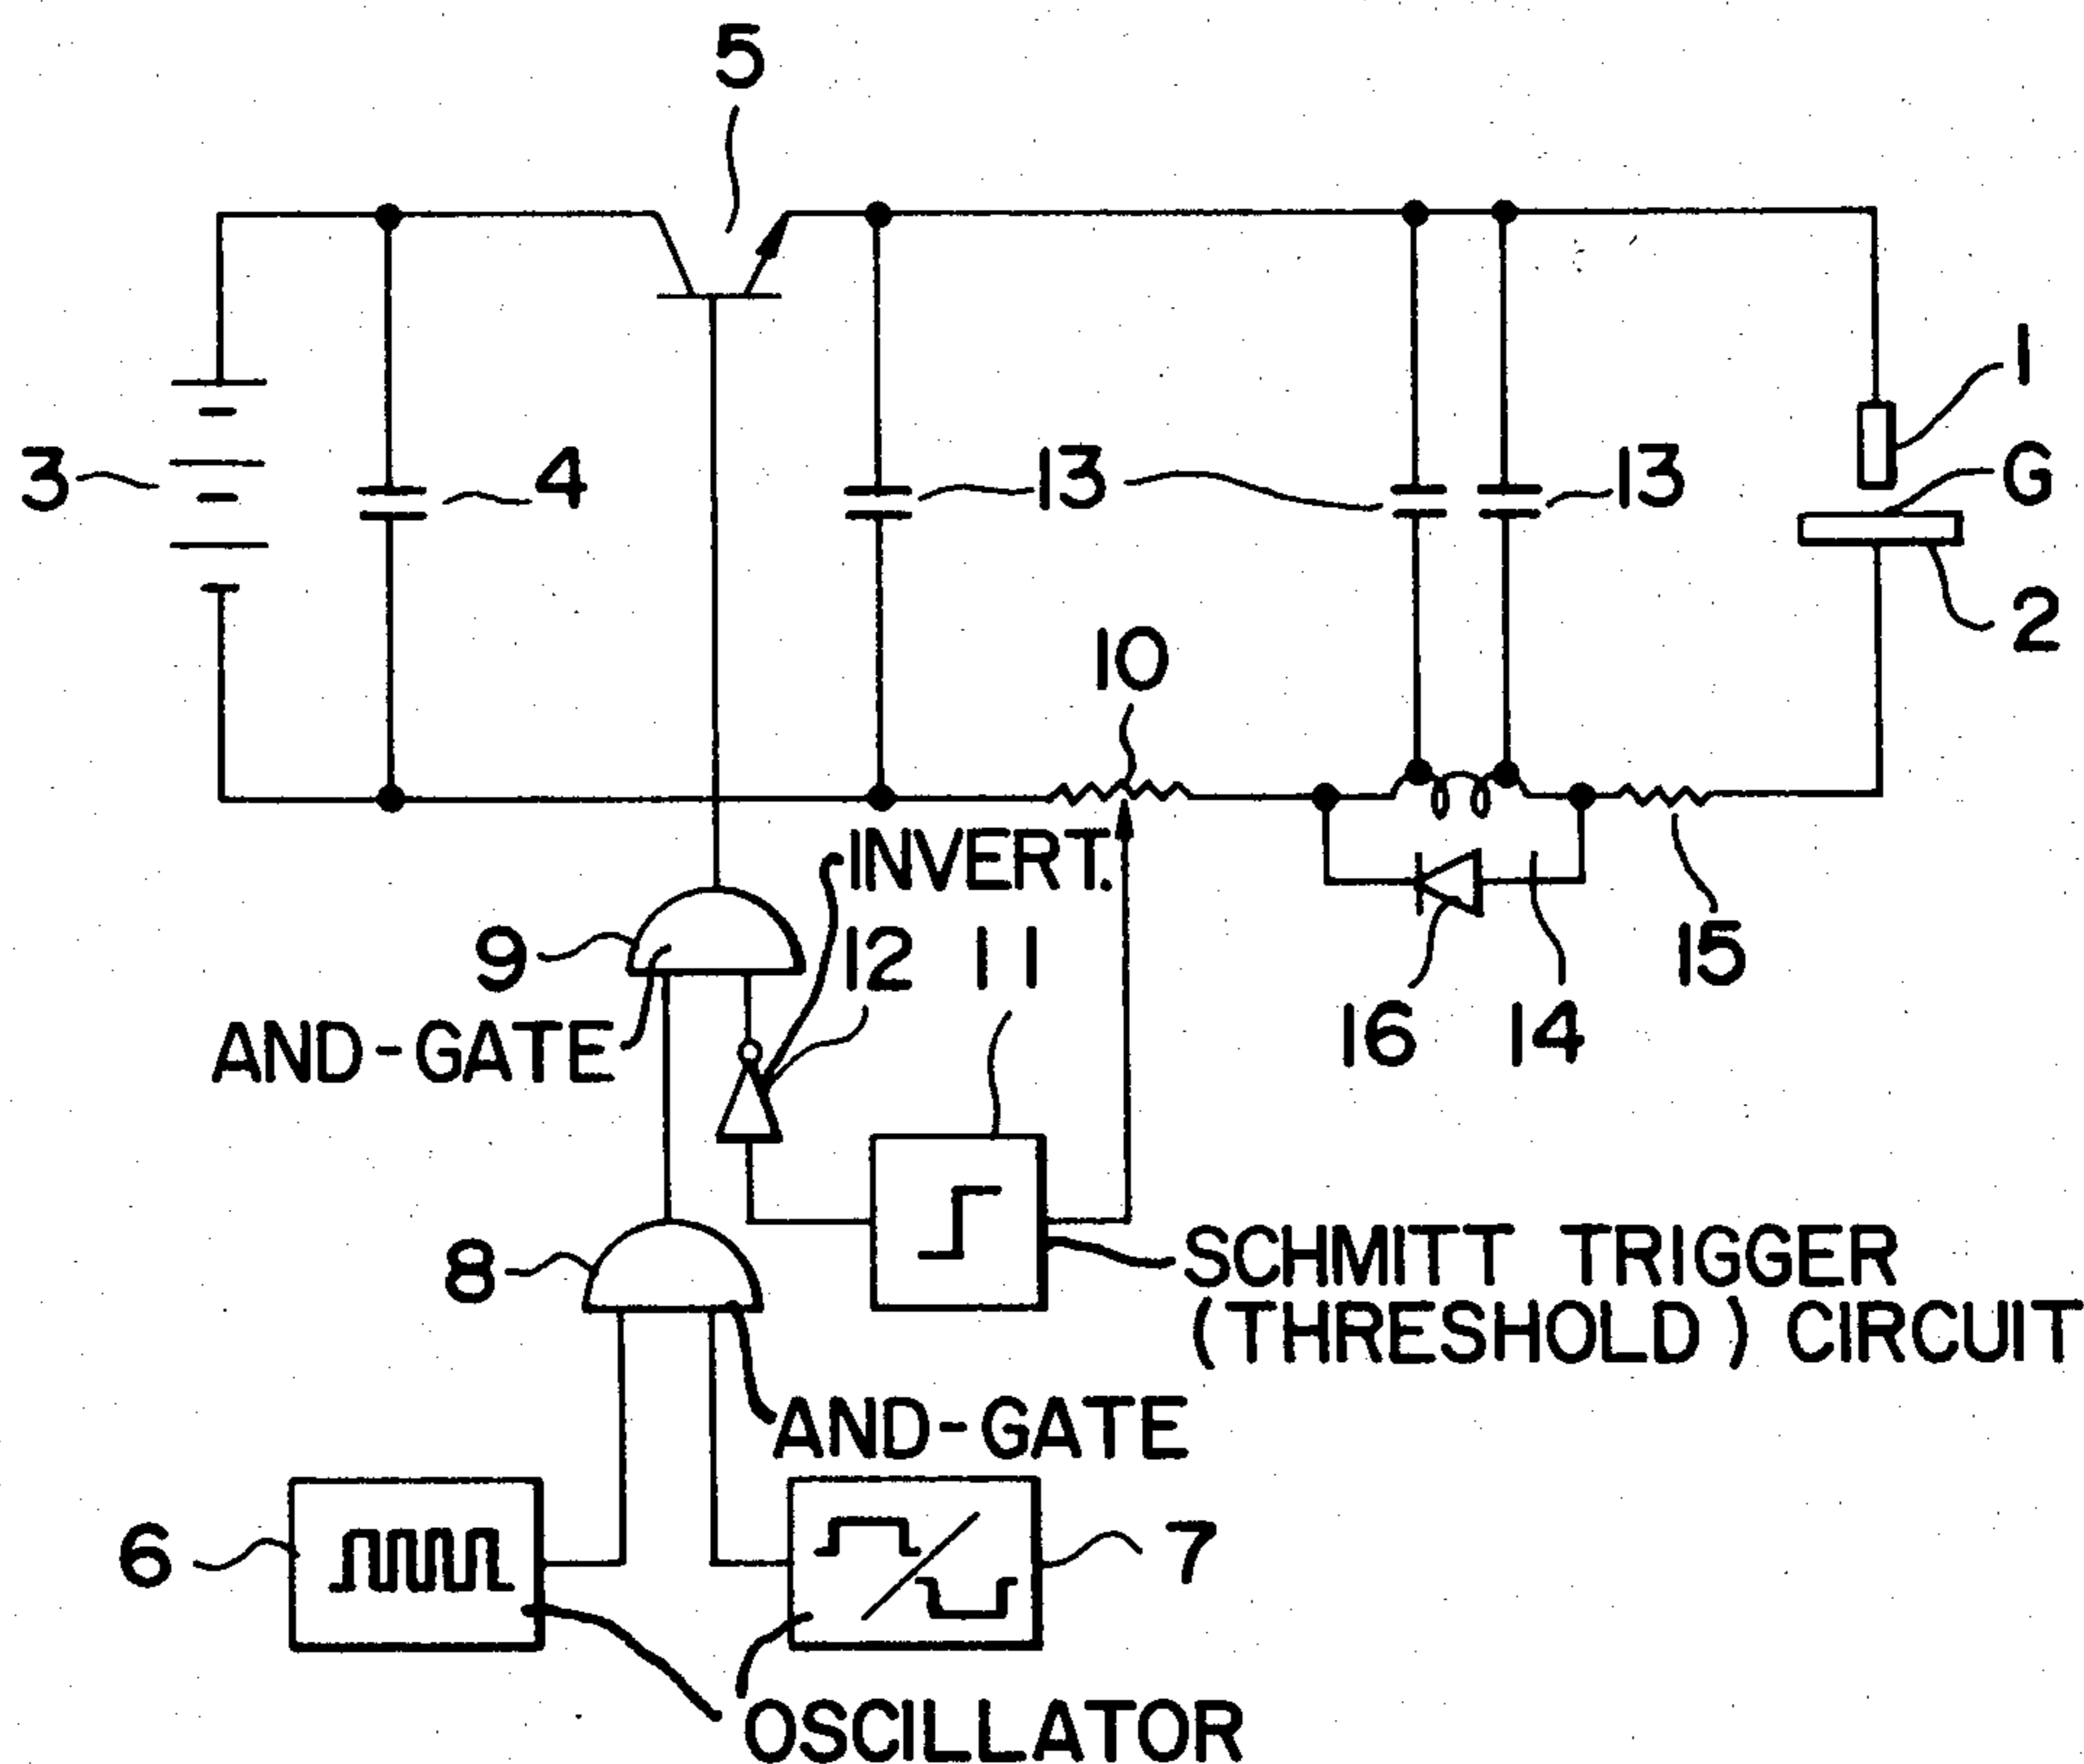 5
1
3
4
13
13
G
2
10
INVERT.
9
12
11
15
AND-GATE
16
14
8
SCHMITT TRIGGER
(THRESHOLD) CIRCUIT
AND-GATE
6
7
OSCILLATOR